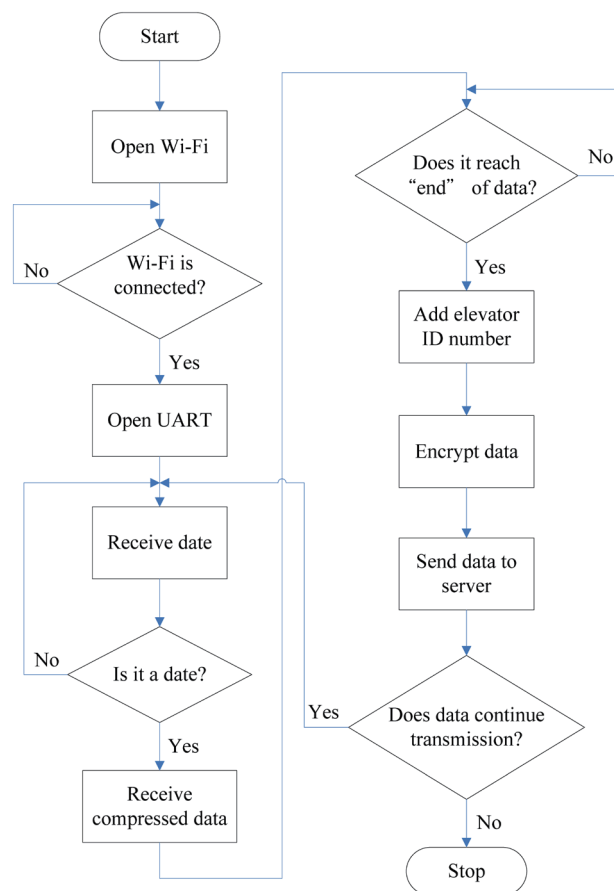 Start
Open Wi-Fi
Wi-Fi is
connected?
No
Yes
Open UART
Receive date
Is it a date?
No
Yes
Receive
compressed data
Does it reach
“end” of data?
No
Yes
Add elevator
ID number
Encrypt data
Send data to
server
Does data continue
transmission?
Yes
No
Stop